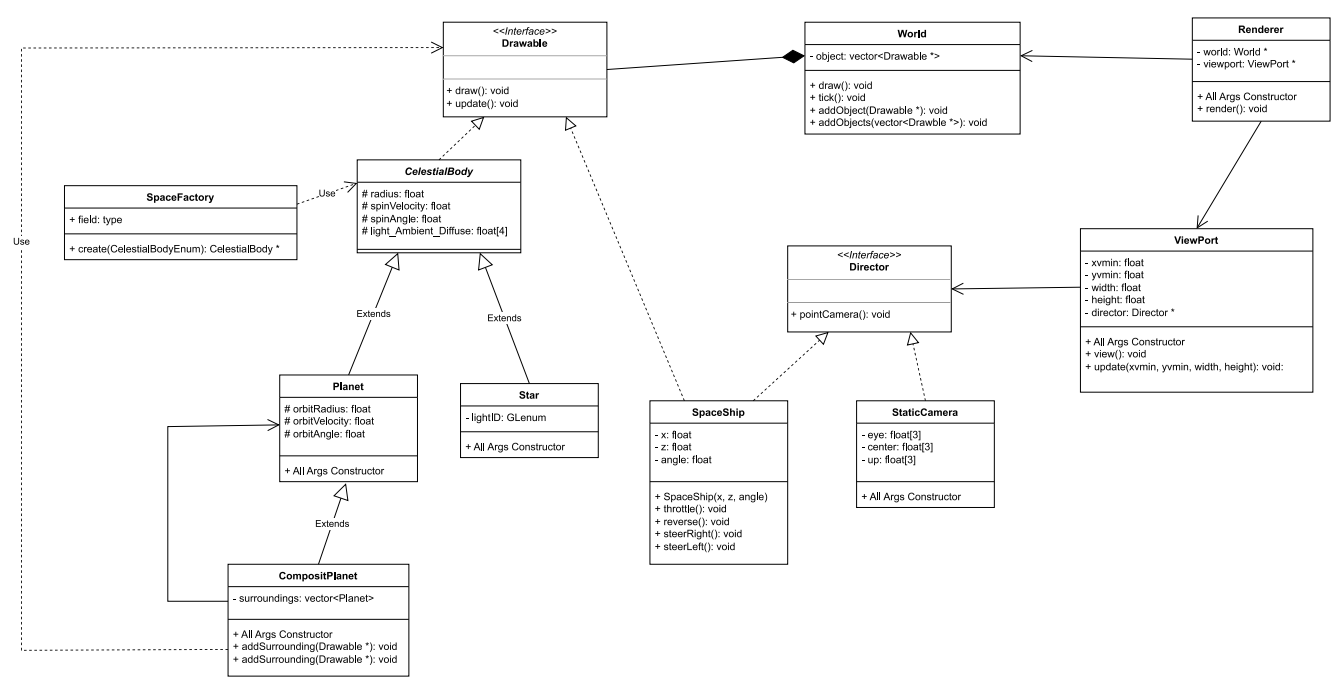 <<Interface>>
Drawable
+ draw(): void
+ update(): void
World
- object: vector<Drawable *>
+ draw(): void
+ tick(): void
+ addObject(Drawable *): void
+ addObjects(vector<Drawble *>): void
Renderer
- world: World *
- viewport: ViewPort *
+ All Args Constructor
+ render(): void
CelestialBody
# radius: float
# spinVelocity: float
# spinAngle: float
# light_Ambient_Diffuse: float[4]
Use
SpaceFactory
+ field: type
+ create(CelestialBodyEnum): CelestialBody *
Use
<<Interface>>
Director
+ pointCamera(): void
ViewPort
- xvmin: float
- yvmin: float
- width: float
- height: float
- director: Director *
+ All Args Constructor
+ view(): void
+ update(xvmin, yvmin, width, height): void:
Extends
Extends
Planet
# orbitRadius: float
# orbitVelocity: float
# orbitAngle: float
+ All Args Constructor
Star
- lightID: GLenum
+ All Args Constructor
SpaceShip
- x: float
- z: float
- angle: float
+ SpaceShip(x, z, angle)
+ throttle(): void
+ reverse(): void
+ steerRight(): void
+ steerLeft(): void
StaticCamera
- eye: float[3]
- center: float[3]
- up: float[3]
+ All Args Constructor
Extends
CompositPlanet
- surroundings: vector<Planet>
+ All Args Constructor
+ addSurrounding(Drawable *): void
+ addSurrounding(Drawable *): void